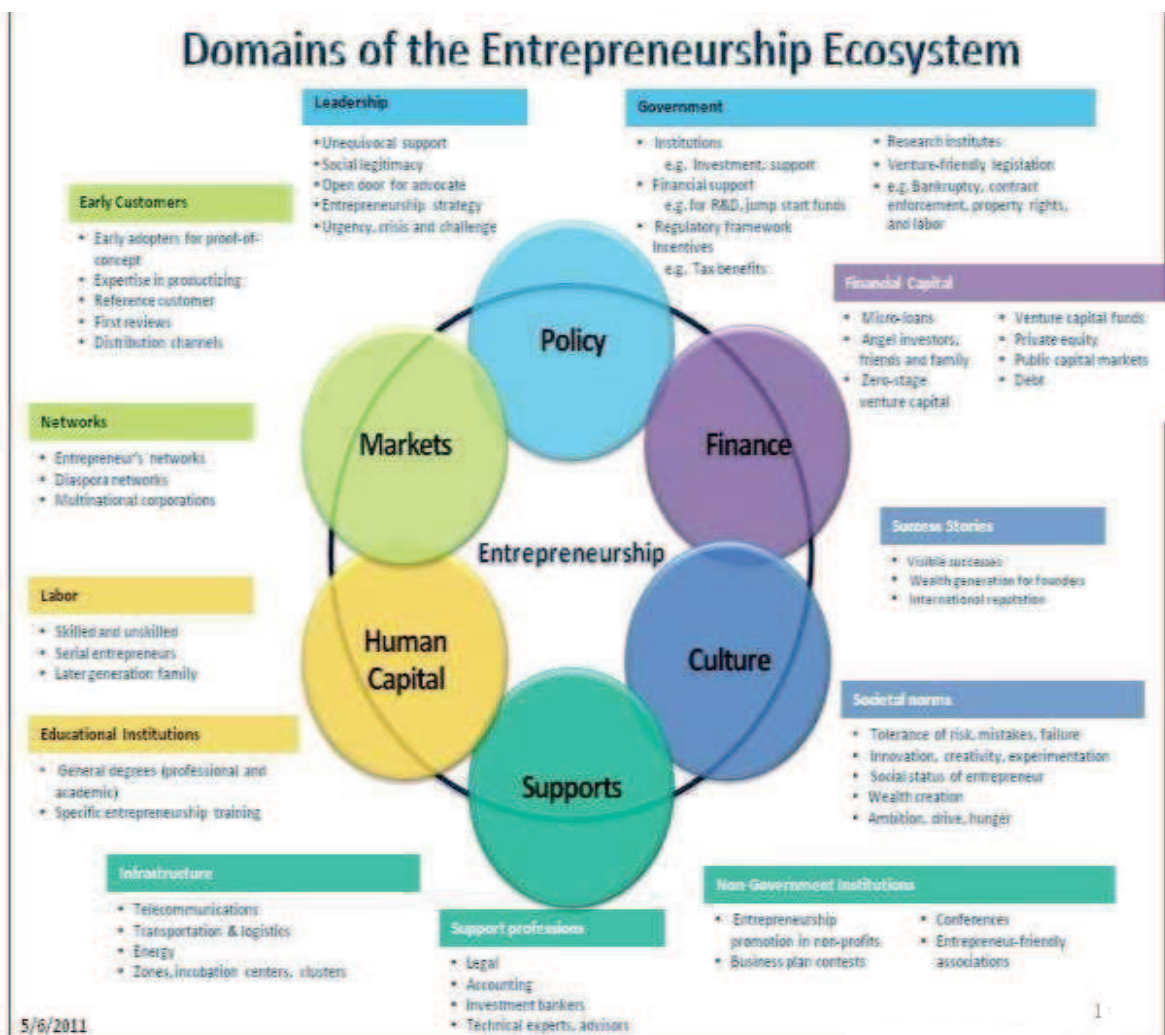 Domains of the Entrepreneurship Ecosystem
Leadership
• Unequivocal support
• Social legitimacy
• Open door for advocate
• Entrepreneurship strategy
• Urgency, crisis and challenge
Government
• Institutions
e.g. Investment, support
• Financial support
e.g. for R&D, jump start funds
• Regulatory framework
Incentives
e.g. Tax benefits
• Research institutes
• Venture-friendly legislation
• e.g. Bankruptcy, contract
enforcement, property rights,
and labor
Early Customers
• Early adopters for proof-of-
concept
• Expertise in productizing
• Reference customer
• First reviews
• Distribution channels
Financial Capital
• Micro-loans
• Angel investors,
friends and family
• Zero-stage
venture capital
• Venture capital funds
• Private equity
• Public capital markets
• Debt
Networks
• Entrepreneur's networks
• Diaspora networks
• Multinational corporations
Policy
Markets
Finance
Entrepreneurship
Human
Capital
Culture
Supports
Success Stories
• Visible successes
• Wealth generation for founders
• International reputation
Labor
• Skilled and unskilled
• Serial entrepreneurs
• Later generation family
Societal norms
• Tolerance of risk, mistakes, failure
• Innovation, creativity, experimentation
• Social status of entrepreneur
• Wealth creation
• Ambition, drive, hunger
Educational Institutions
• General degrees (professional and
academic)
• Specific entrepreneurship training
Infrastructure
• Telecommunications
• Transportation & logistics
• Energy
• Zones, incubation centers, clusters
Support professions
• Legal
• Accounting
• Investment bankers
• Technical experts, advisors
Non-Government Institutions
• Entrepreneurship
promotion in non-profits
• Business plan contests
• Conferences
• Entrepreneur-friendly
associations
5/6/2011
1